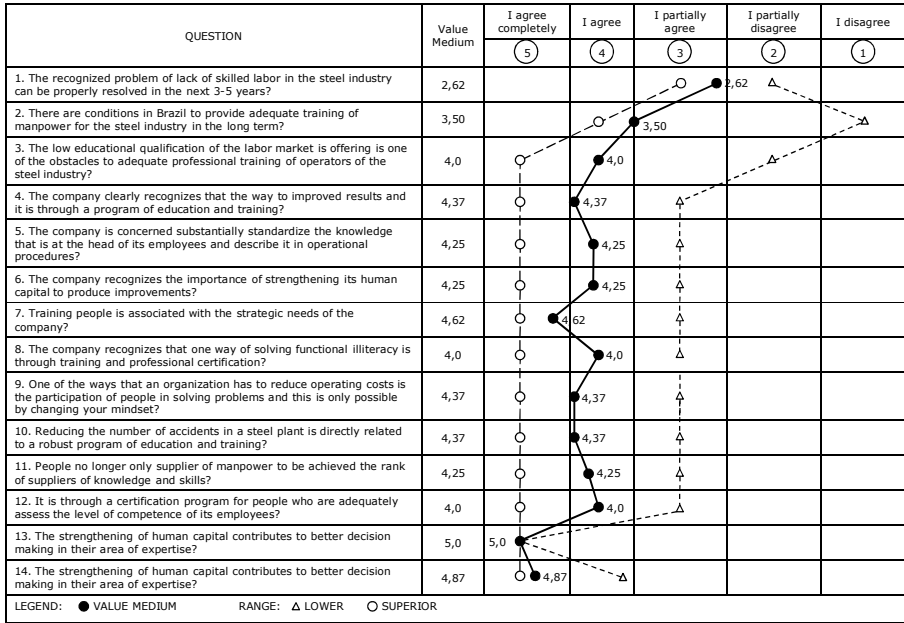 QUESTION
Value
Medium
I agree
completely
I agree
I partially
agree
I partially
disagree
I disagree
5
4
3
2
1
1. The recognized problem of lack of skilled labor in the steel industry
can be properly resolved in the next 3-5 years?
2,62
2,62
2. There are conditions in Brazil to provide adequate training of
manpower for the steel industry in the long term?
3,50
3,50
3. The low educational qualification of the labor market is offering is one
of the obstacles to adequate professional training of operators of the
steel industry?
4,0
4,0
4. The company clearly recognizes that the way to improved results and
it is through a program of education and training?
4,37
4,37
5. The company is concerned substantially standardize the knowledge
that is at the head of its employees and describe it in operational
procedures?
4,25
4,25
6. The company recognizes the importance of strengthening its human
capital to produce improvements?
4,25
4,25
7. Training people is associated with the strategic needs of the
company?
4,62
4,62
8. The company recognizes that one way of solving functional illiteracy is
through training and professional certification?
4,0
4,0
9. One of the ways that an organization has to reduce operating costs is
the participation of people in solving problems and this is only possible
by changing your mindset?
4,37
4,37
10. Reducing the number of accidents in a steel plant is directly related
to a robust program of education and training?
4,37
4,37
11. People no longer only supplier of manpower to be achieved the rank
of suppliers of knowledge and skills?
4,25
4,25
12. It is through a certification program for people who are adequately
assess the level of competence of its employees?
4,0
4,0
13. The strengthening of human capital contributes to better decision
making in their area of expertise?
5,0
5,0
14. The strengthening of human capital contributes to better decision
making in their area of expertise?
4,87
4,87
LEGEND: VALUE MEDIUM RANGE: LOWER SUPERIOR